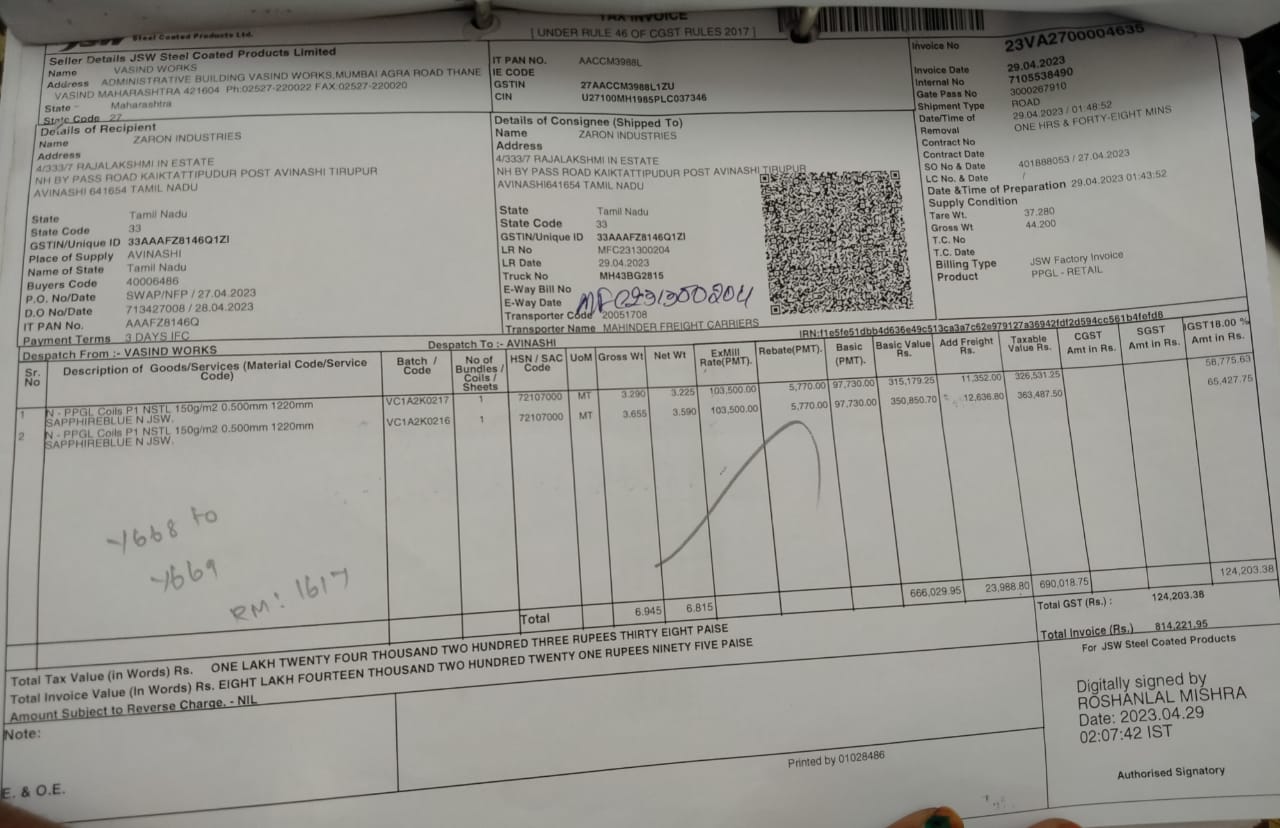 JSW Steel Coated Products Ltd.
TAX INVOICE
[ UNDER RULE 46 OF CGST RULES 2017 ]
Seller Details JSW Steel Coated Products Limited
Name VASIND WORKS
Address ADMINISTRATIVE BUILDING VASIND WORKS,MUMBAI AGRA ROAD THANE
VASIND MAHARASHTRA 421604 Ph:02527-220022 FAX:02527-220020
State - Maharashtra
State Code 27
IT PAN NO. AACCM3988L
IE CODE
GSTIN 27AACCM3988L1ZU
CIN U27100MH1985PLC037346
Invoice No 23VA2700004635
Invoice Date 29.04.2023
Internal No 7105538490
Gate Pass No 3000267910
Shipment Type ROAD
Date/Time of 29.04.2023 / 01:48:52
Removal ONE HRS & FORTY-EIGHT MINS
Contract No
Contract Date
SO No & Date 401888053 / 27.04.2023
LC No. & Date /
Date &Time of Preparation 29.04.2023 01:43:52
Supply Condition
Tare Wt. 37.280
Gross Wt 44.200
T.C. No
T.C. Date
Billing Type JSW Factory Invoice
Product PPGL - RETAIL
Details of Recipient
Name ZARON INDUSTRIES
Address
4/333/7 RAJALAKSHMI IN ESTATE
NH BY PASS ROAD KAIKTATTIPUDUR POST AVINASHI TIRUPUR
AVINASHI 641654 TAMIL NADU
State Tamil Nadu
State Code 33
GSTIN/Unique ID 33AAAFZ8146Q1ZI
Place of Supply AVINASHI
Name of State Tamil Nadu
Buyers Code 40006486
P.O. No/Date SWAP/NFP / 27.04.2023
D.O No/Date 713427008 / 28.04.2023
IT PAN No. AAAFZ8146Q
Payment Terms 3 DAYS IFC
Details of Consignee (Shipped To)
Name ZARON INDUSTRIES
Address
4/333/7 RAJALAKSHMI IN ESTATE
NH BY PASS ROAD KAIKTATTIPUDUR POST AVINASHI TIRUPUR
AVINASHI641654 TAMIL NADU
State Tamil Nadu
State Code 33
GSTIN/Unique ID 33AAAFZ8146Q1ZI
LR No MFC231300204
LR Date 29.04.2023
Truck No MH43BG2815
E-Way Bill No
E-Way Date MFC231300204
Transporter Code 20051708
Transporter Name MAHINDER FREIGHT CARRIERS
IRN:f1e5fe51dbb4d636e49c513ca3a7c62e979127a36942fdf2d594cc561b4fefd8
Despatch From :- VASIND WORKS Despatch To :- AVINASHI
Sr. No Description of Goods/Services (Material Code/Service Code) Batch / Code No of Bundles / Coils / Sheets HSN / SAC Code UoM Gross Wt Net Wt ExMill Rate(PMT). Rebate(PMT). Basic (PMT). Basic Value Rs. Add Freight Rs. Taxable Value Rs. CGST Amt in Rs. SGST Amt in Rs. IGST18.00 % Amt in Rs.
1 N - PPGL Coils P1 NSTL 150g/m2 0.500mm 1220mm VC1A2K0217 1 72107000 MT 3.290 3.225 103,500.00 5,770.00 97,730.00 315,179.25 11,352.00 326,531.25 58,775.63
SAPPHIREBLUE N JSW.
2 N - PPGL Coils P1 NSTL 150g/m2 0.500mm 1220mm VC1A2K0216 1 72107000 MT 3.655 3.590 103,500.00 5,770.00 97,730.00 350,850.70 12,636.80 363,487.50 65,427.75
SAPPHIREBLUE N JSW.
Y668 to
Y669
RM: 1617
Total 6.945 6.815 666,029.95 23,988.80 690,018.75 124,203.38
Total GST (Rs.) : 124,203.38
Total Invoice (Rs.) 814,221.95
Total Tax Value (in Words) Rs. ONE LAKH TWENTY FOUR THOUSAND TWO HUNDRED THREE RUPEES THIRTY EIGHT PAISE
Total Invoice Value (In Words) Rs. EIGHT LAKH FOURTEEN THOUSAND TWO HUNDRED TWENTY ONE RUPEES NINETY FIVE PAISE
Amount Subject to Reverse Charge. - NIL
Note:
For JSW Steel Coated Products
Digitally signed by
ROSHANLAL MISHRA
Date: 2023.04.29
02:07:42 IST
Authorised Signatory
Printed by 01028486
E. & O.E.